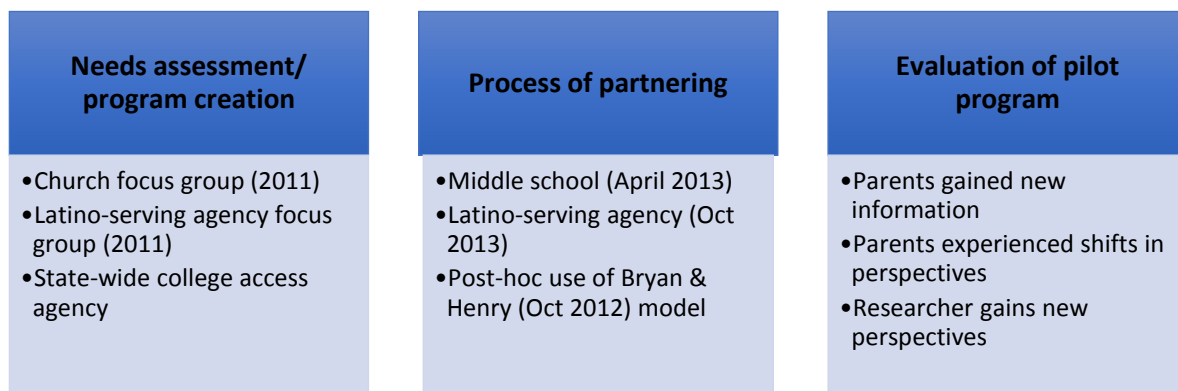 Needs assessment/
program creation
•Church focus group (2011)
•Latino-serving agency focus
group (2011)
•State-wide college access
agency
Process of partnering
•Middle school (April 2013)
•Latino-serving agency (Oct
2013)
•Post-hoc use of Bryan &
Henry (Oct 2012) model
Evaluation of pilot
program
•Parents gained new
information
•Parents experienced shifts in
perspectives
•Researcher gains new
perspectives